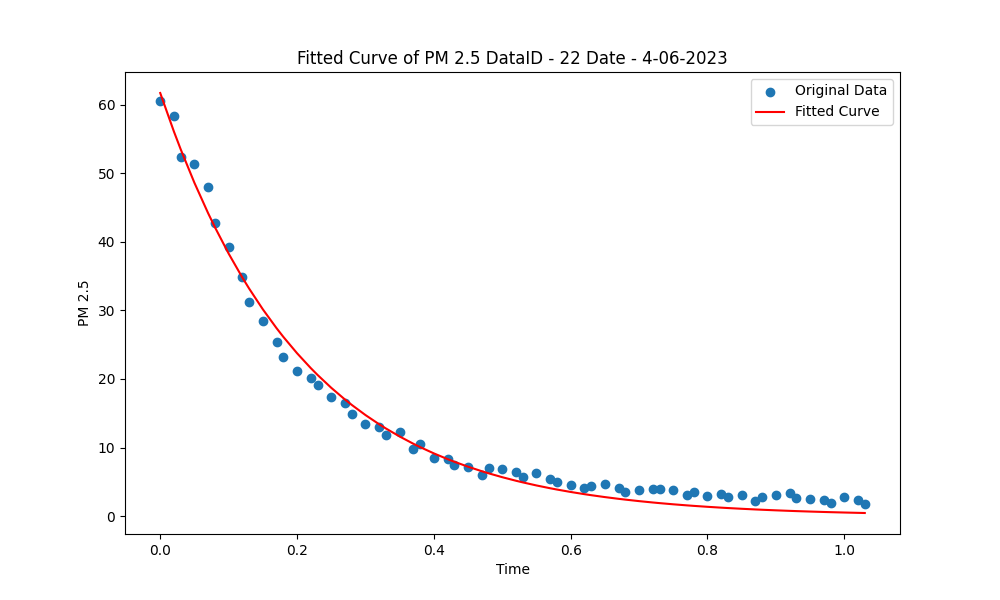 Fitted Curve of PM 2.5 DataID - 22 Date - 4-06-2023
Original Data
Fitted Curve
PM 2.5
60
50
40
30
20
10
0
0.0 0.2 0.4 0.6 0.8 1.0
Time